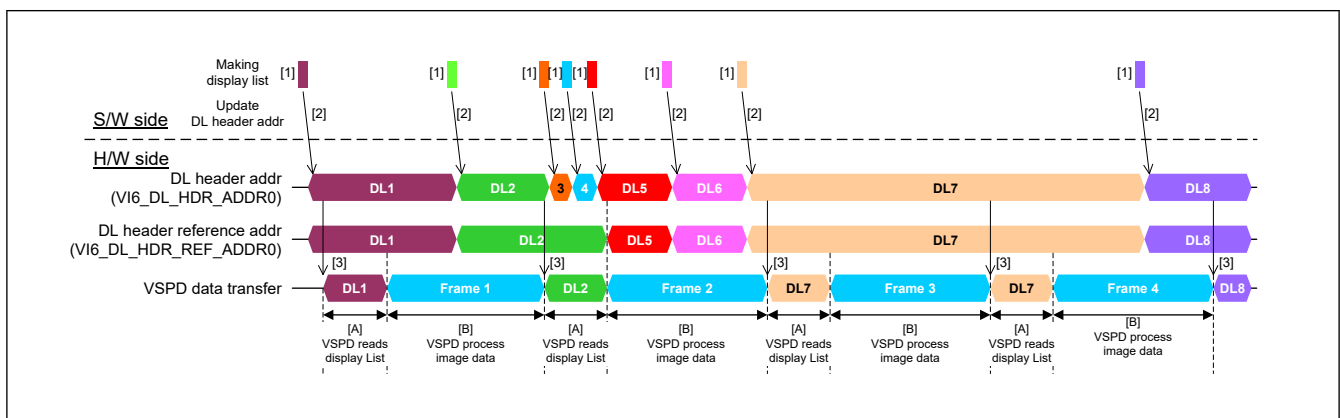 Making
display list
[1] [1] [1] [1] [1] [1] [1] [1]
Update
DL header addr
[2] [2] [2] [2] [2] [2] [2] [2]
S/W side
H/W side
DL header addr
(VI6_DL_HDR_ADDR0)
DL1 DL2 3 4 DL5 DL6 DL7 DL8
DL header reference addr
(VI6_DL_HDR_REF_ADDR0)
DL1 DL2 DL5 DL6 DL7 DL8
[3] [3] [3] [3] [3]
VSPD data transfer
DL1 Frame 1 DL2 Frame 2 DL7 Frame 3 DL7 Frame 4 DL8
[A] [B] [A] [B] [A] [B] [A] [B]
VSPD reads VSPD process VSPD reads VSPD process VSPD reads VSPD process VSPD reads VSPD process
display List image data display List image data display List image data display List image data